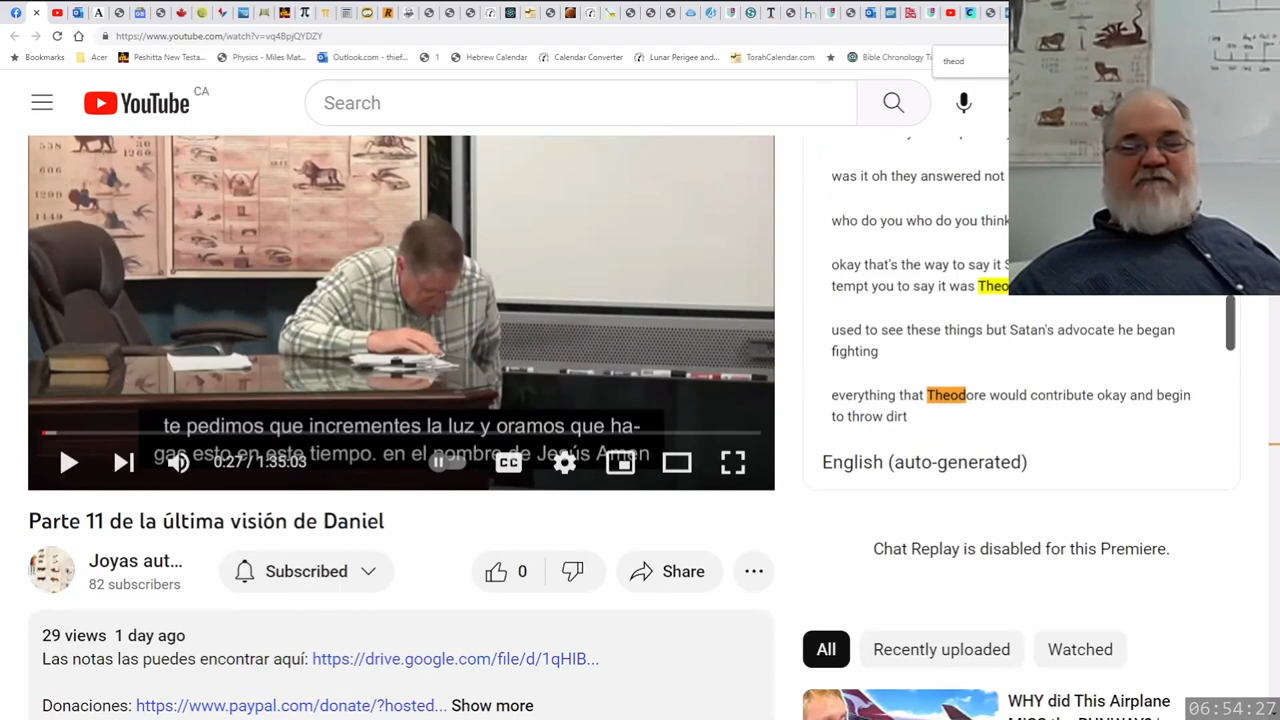 https://www.youtube.com/watch?v=vq48pjQYDZY
Bookmarks
Acer
Peshitta New Testa...
Physics - Miles Mat...
Outlook.com - thief...
1
Hebrew Calendar
Calendar Converter
Lunar Perigee and...
TorahCalendar.com
Bible Chronology
theod
YouTube CA
Search
538
1260
606
te pedimos que incrementes la luz y oramos que ha-
gas esto en este tiempo. en el nombre de Jesús Amen
0:27 / 1:35:03
CC
was it oh they answered not
who do you who do you think
okay that's the way to say it
tempt you to say it was Theo
used to see these things but Satan's advocate he began
fighting
everything that Theodore would contribute okay and begin
to throw dirt
English (auto-generated)
Chat Replay is disabled for this Premiere.
Parte 11 de la última visión de Daniel
Joyas aut...
82 subscribers
Subscribed
0
Share
29 views 1 day ago
Las notas las puedes encontrar aquí: https://drive.google.com/file/d/1qHIB...
Donaciones: https://www.paypal.com/donate/?hosted... Show more
All
Recently uploaded
Watched
WHY did This Airplane
06:54:27